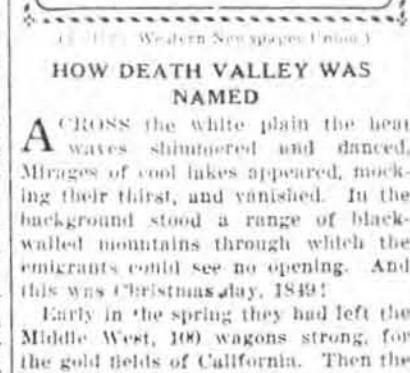 Western Newspaper Union.)
HOW DEATH VALLEY WAS
NAMED
ACROSS the white plain the heat
waves shimmered and danced.
Mirages of cool lakes appeared, mock-
ing their thirst, and vanished. In the
background stood a range of black-
walled mountains through which the
emigrants could see no opening. And
this was Christmas day, 1849!
Early in the spring they had left the
Middle West, 100 wagons strong, for
the gold fields of California. Then the